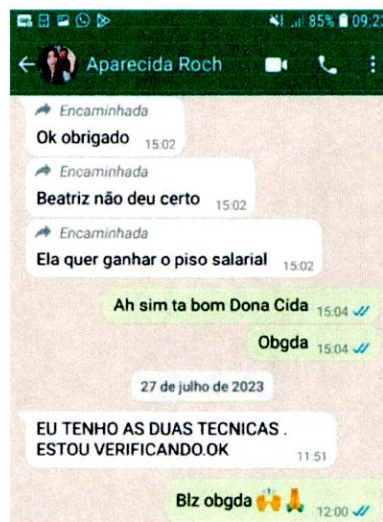 85% 09:23
Aparecida Roch
Encaminhada
Ok obrigado 15:02
Encaminhada
Beatriz não deu certo 15:02
Encaminhada
Ela quer ganhar o piso salarial 15:02
Ah sim ta bom Dona Cida 15:04
Obgda 15:04
27 de julho de 2023
EU TENHO AS DUAS TECNICAS .
ESTOU VERIFICANDO.OK 11:51
Blz obgda 🙌🙏 12:00